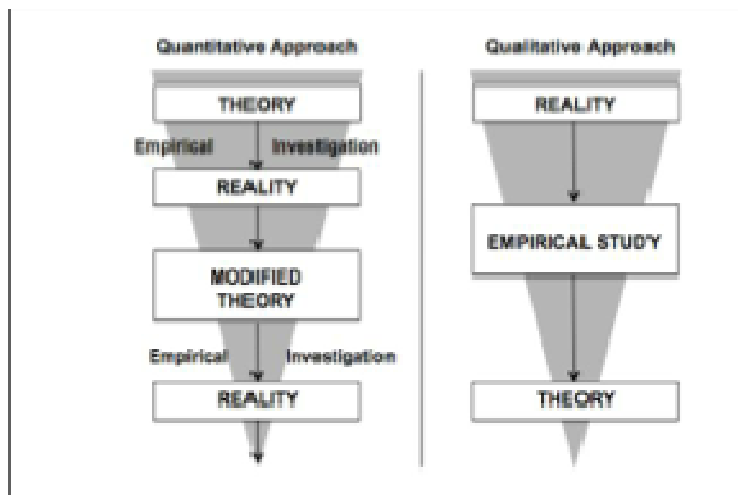 Quantitative Approach
THEORY
Empirical Investigation
REALITY
MODIFIED
THEORY
Empirical Investigation
REALITY
Qualitative Approach
REALITY
EMPIRICAL STUDY
THEORY